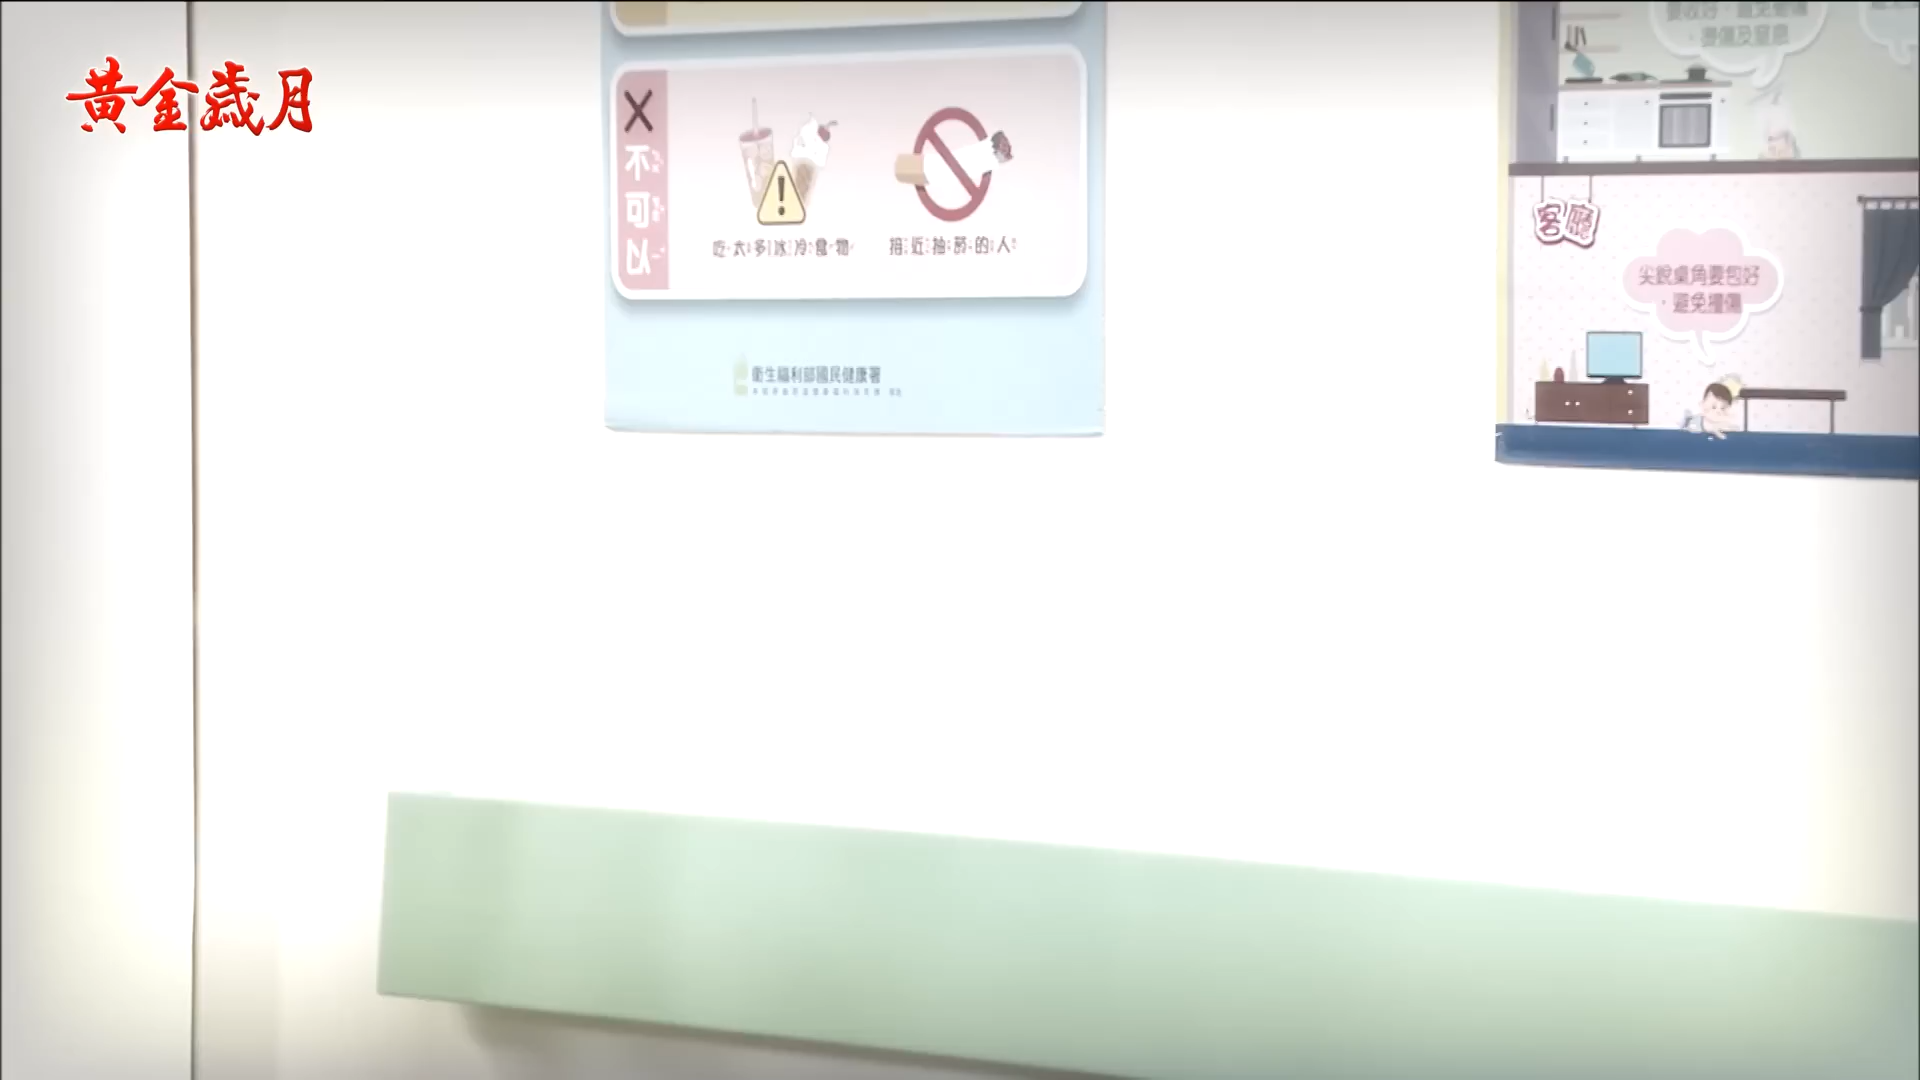 黃金歲月
不可以
吃太多冰冷食物
接近抽菸的人
衛生福利部國民健康署
客廳
尖銳桌角要包好
，避免撞傷